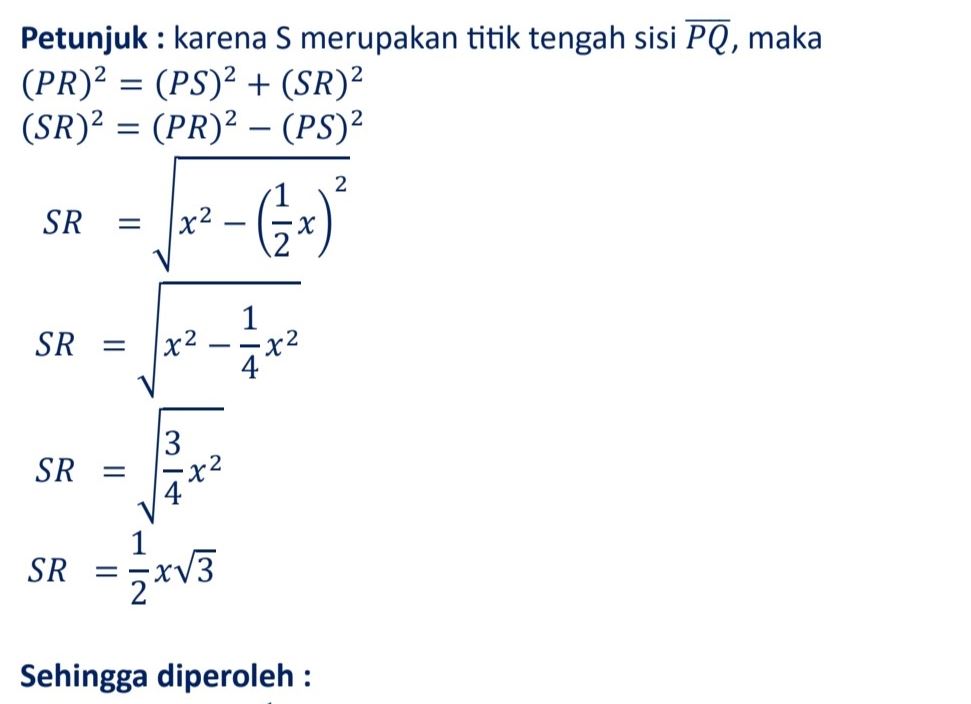 Petunjuk : karena S merupakan titik tengah sisi $\overline{PQ}$, maka
$(PR)^2 = (PS)^2 + (SR)^2$
$(SR)^2 = (PR)^2 - (PS)^2$
$SR = \sqrt{x^2 - \left(\frac{1}{2}x\right)^2}$
$SR = \sqrt{x^2 - \frac{1}{4}x^2}$
$SR = \sqrt{\frac{3}{4}x^2}$
$SR = \frac{1}{2}x\sqrt{3}$
Sehingga diperoleh :